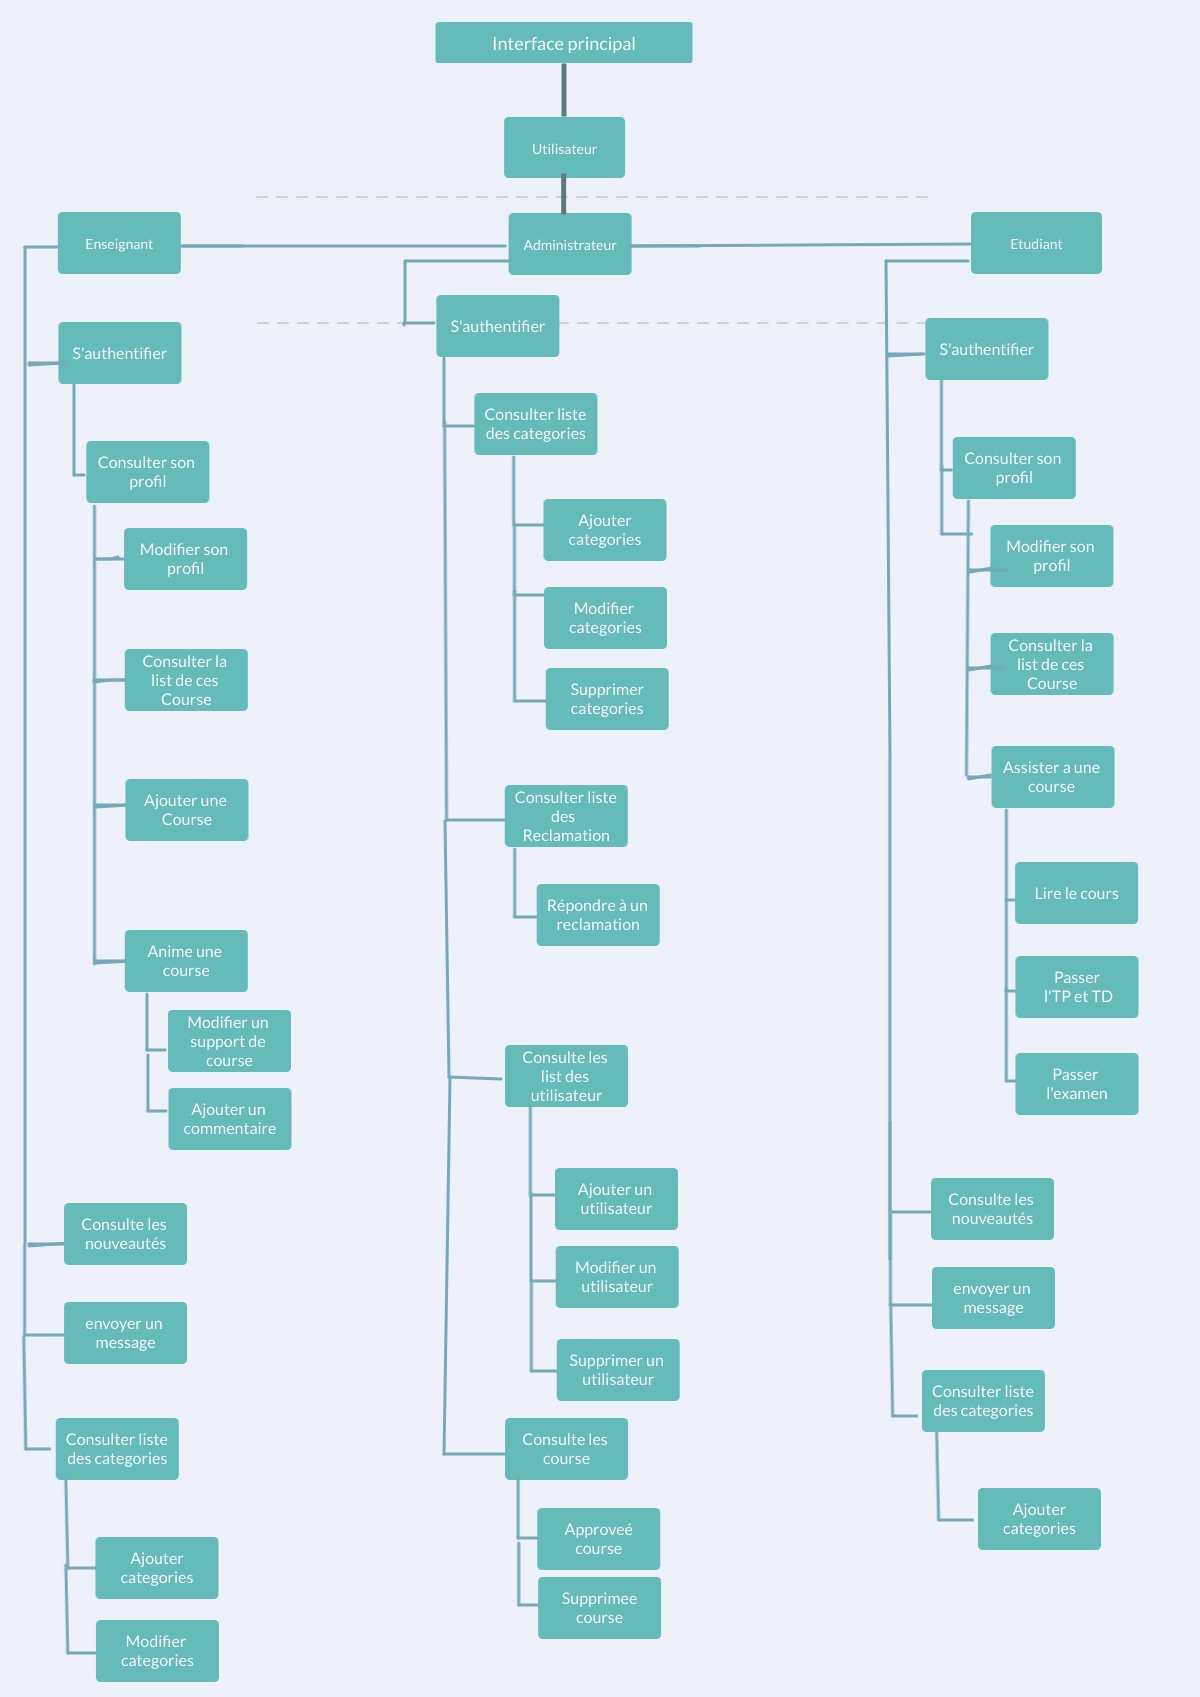 Interface principal
Utilisateur
Enseignant
Administrateur
Etudiant
S'authentifier
Consulter son
profil
Modifier son
profil
Consulter la
list de ces
Course
Ajouter une
Course
Anime une
course
Modifier un
support de
course
Ajouter un
commentaire
Consulte les
nouveautés
envoyer un
message
Consulter liste
des categories
Ajouter
categories
Modifier
categories
S'authentifier
Consulter liste
des categories
Ajouter
categories
Modifier
categories
Supprimer
categories
Consulter liste
des
Reclamation
Répondre à un
reclamation
Consulte les
list des
utilisateur
Ajouter un
utilisateur
Modifier un
utilisateur
Supprimer un
utilisateur
Consulte les
course
Approveé
course
Supprimee
course
S'authentifier
Consulter son
profil
Modifier son
profil
Consulter la
list de ces
Course
Assister a une
course
Lire le cours
Passer
l'TP et TD
Passer
l'examen
Consulte les
nouveautés
envoyer un
message
Consulter liste
des categories
Ajouter
categories